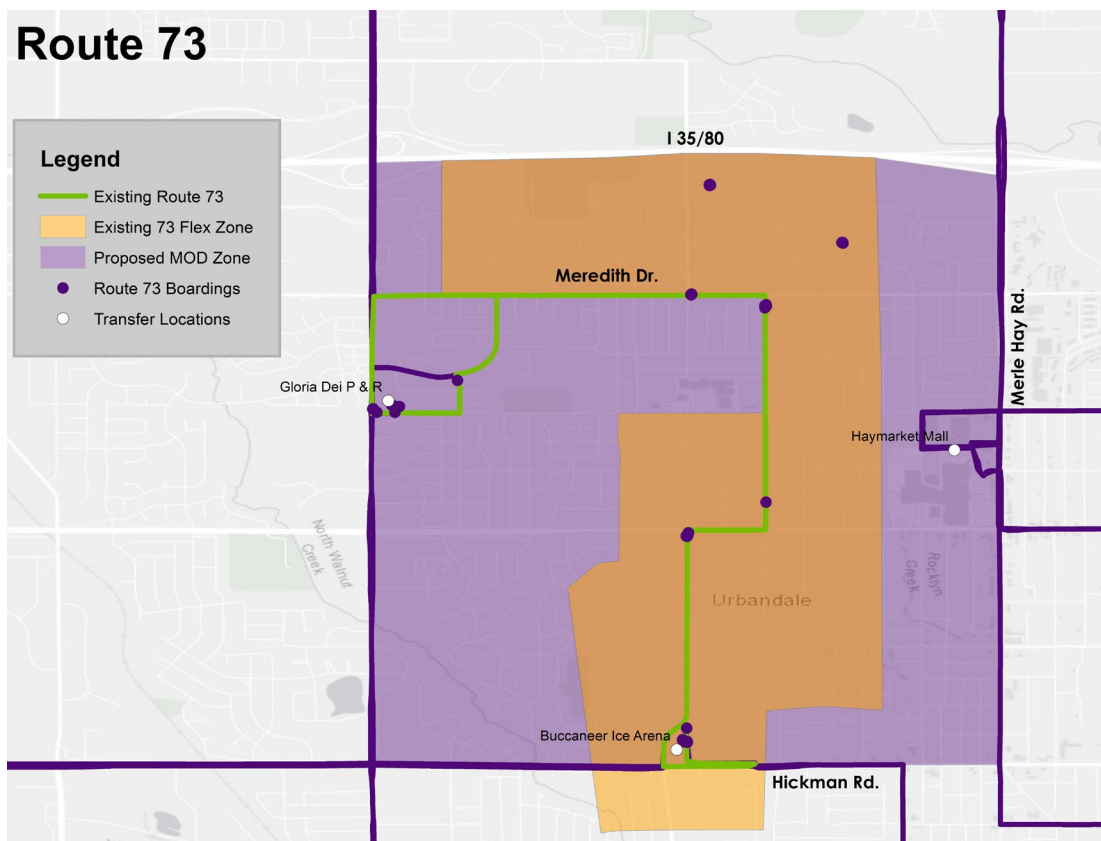 Route 73
I 35/80
Legend
Existing Route 73
Existing 73 Flex Zone
Proposed MOD Zone
Route 73 Boardings
Transfer Locations
Meredith Dr.
Merle Hay Rd.
Gloria Dei P & R
Haymarket Mall
North Walnut
Creek
Rocklyn
Creek
Urbandale
Buccaneer Ice Arena
Hickman Rd.